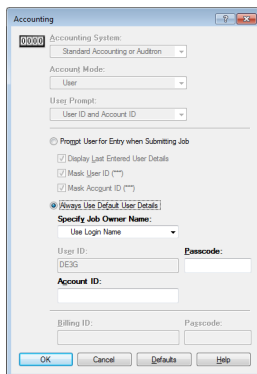 Accounting
0000
Accounting System:
Standard Accounting or Auditron
Account Mode:
User
User Prompt:
User ID and Account ID
Prompt User for Entry when Submitting Job
Display Last Entered User Details
Mask User ID (***)
Mask Account ID (***)
Always Use Default User Details
Specify Job Owner Name:
Use Login Name
User ID: Passcode:
DE3G
Account ID:
Billing ID: Passcode:
OK Cancel Defaults Help